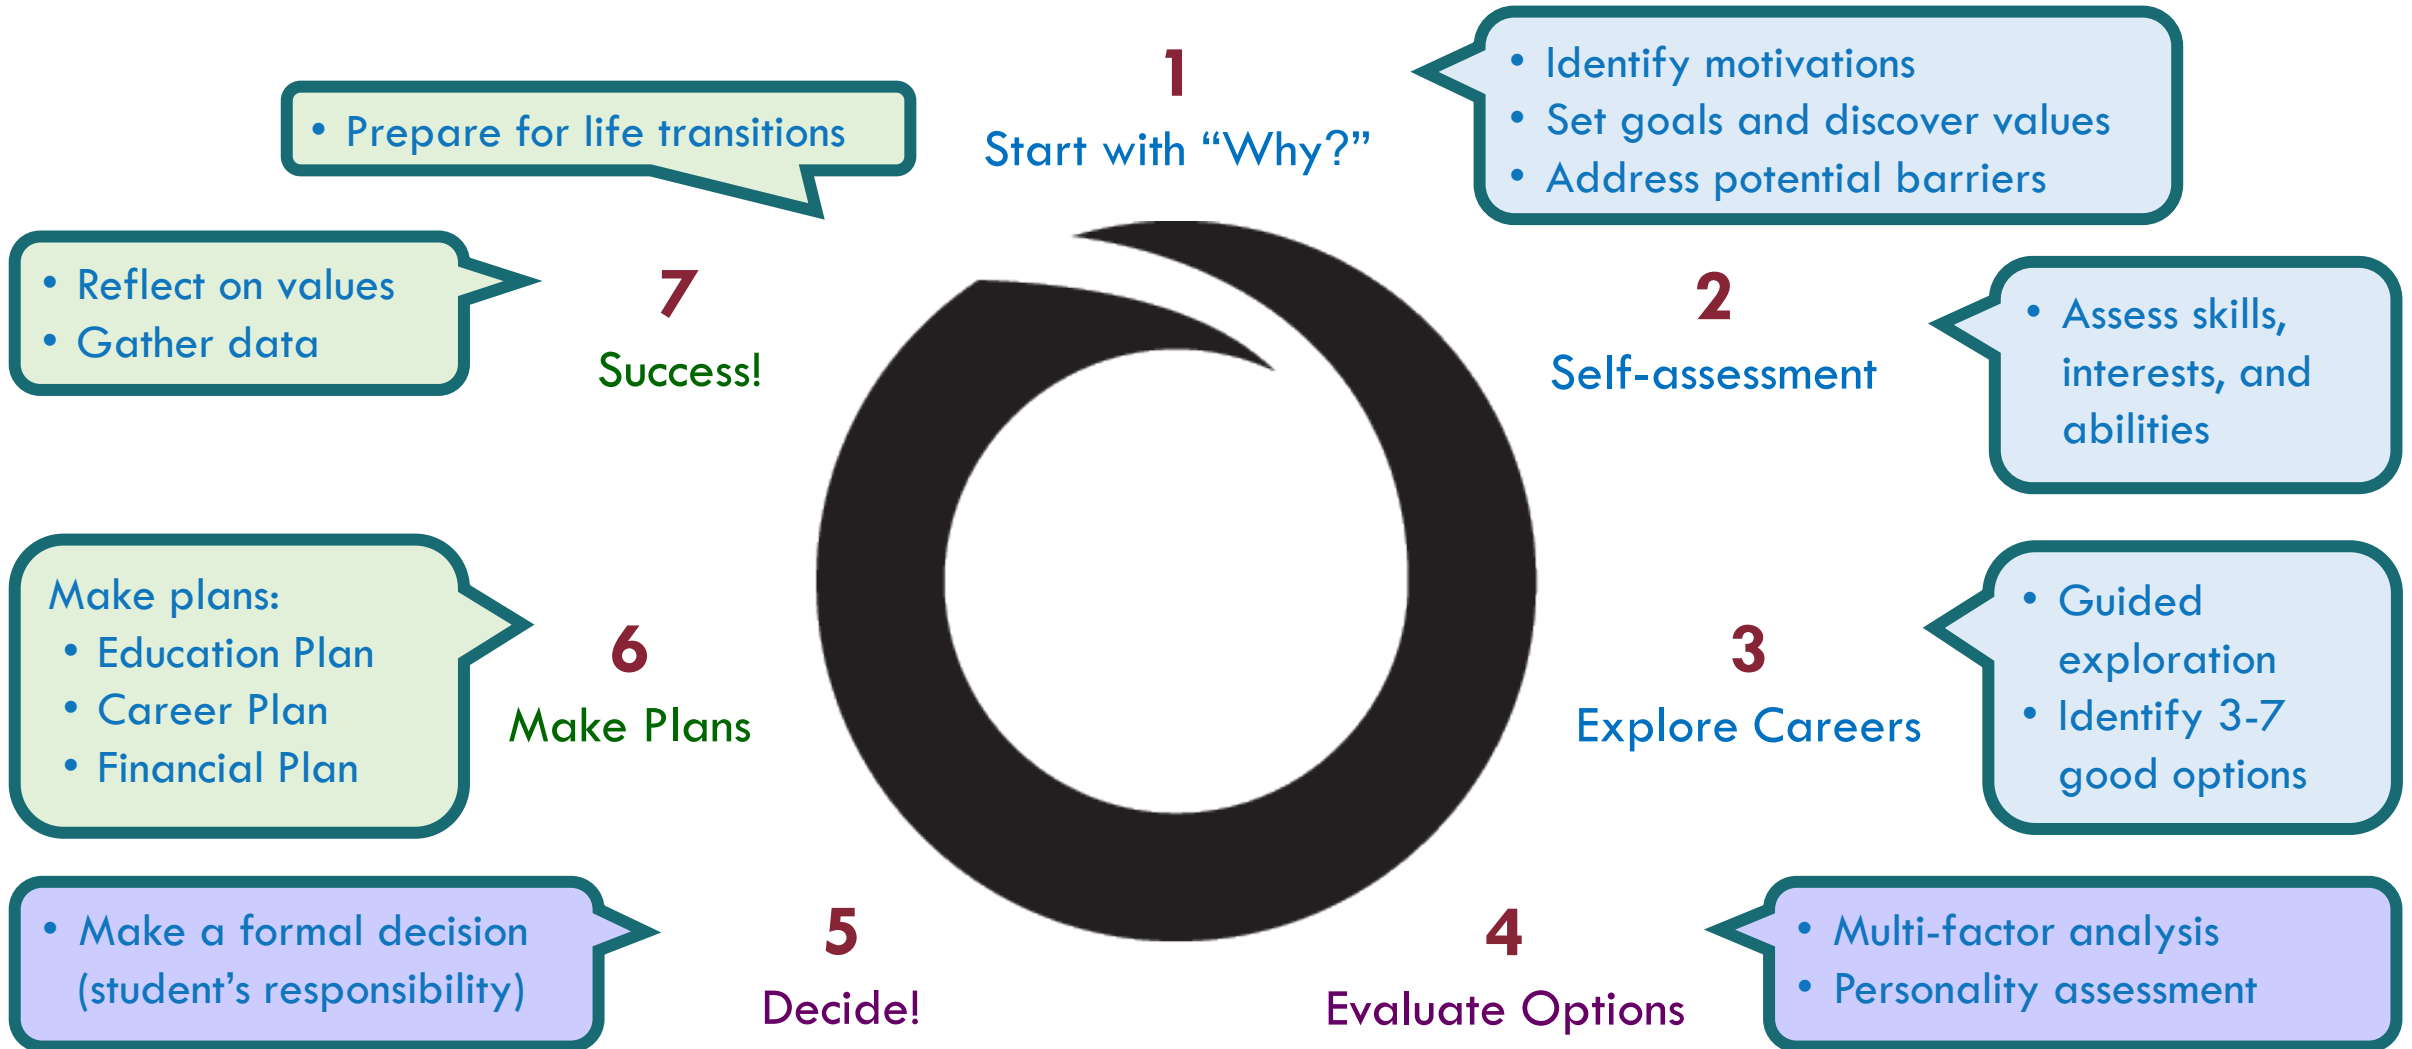 1
Start with “Why?”
• Identify motivations
• Set goals and discover values
• Address potential barriers
2
Self-assessment
• Assess skills,
interests, and
abilities
3
Explore Careers
• Guided
exploration
• Identify 3-7
good options
4
Evaluate Options
• Multi-factor analysis
• Personality assessment
5
Decide!
• Make a formal decision
(student’s responsibility)
6
Make Plans
Make plans:
• Education Plan
• Career Plan
• Financial Plan
7
Success!
• Reflect on values
• Gather data
• Prepare for life transitions